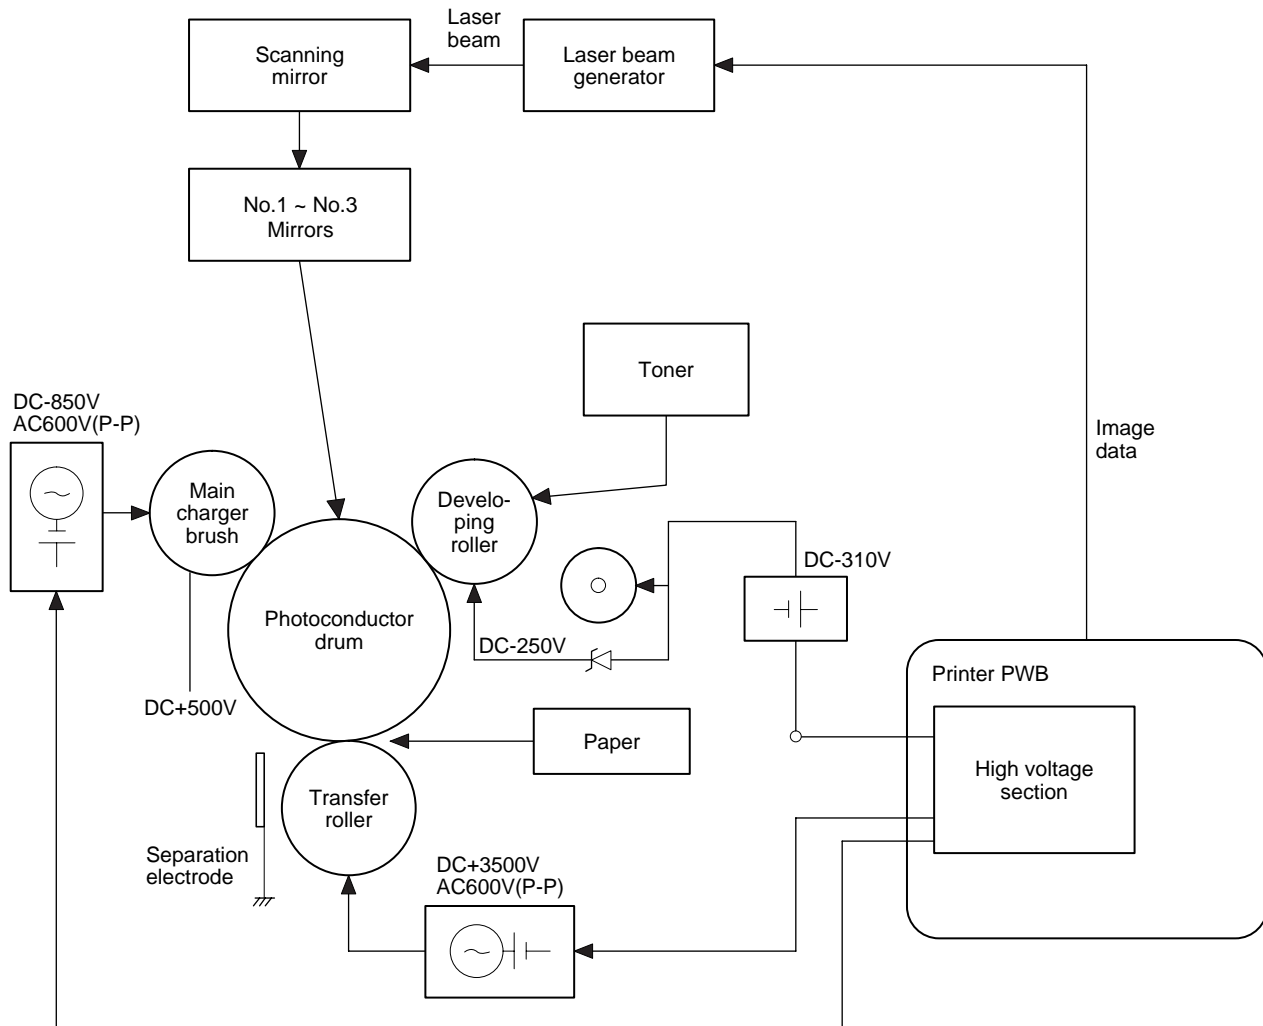 Laser
beam
Scanning
mirror
Laser beam
generator
No.1 ~ No.3
Mirrors
Toner
DC-850V
AC600V(P-P)
Image
data
Main
charger
brush
Develo-
ping
roller
DC-310V
Photoconductor
drum
DC-250V
Printer PWB
DC+500V
Paper
High voltage
section
Transfer
roller
Separation
electrode
DC+3500V
AC600V(P-P)